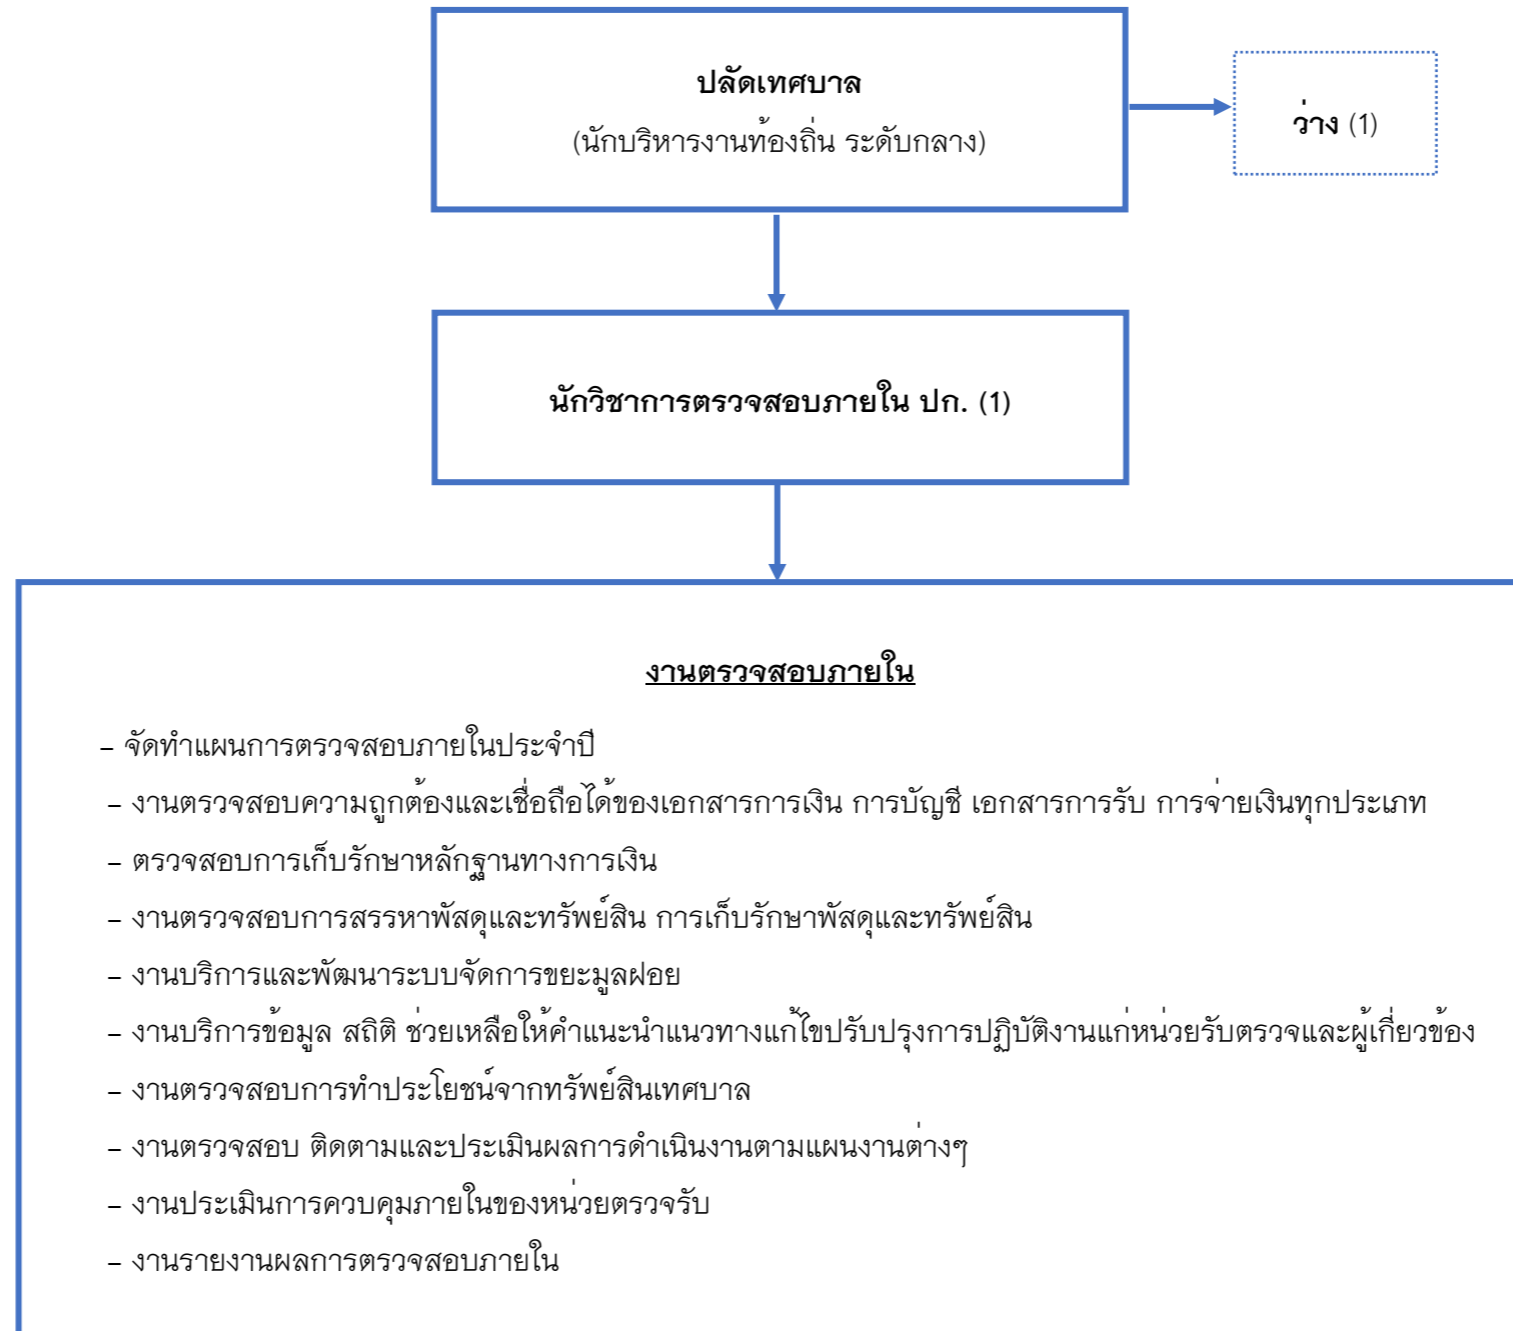 ปลัดเทศบาล
(นักบริหารงานท้องถิ่น ระดับกลาง)
ว่าง (1)
นักวิชาการตรวจสอบภายใน ปก. (1)
งานตรวจสอบภายใน
- จัดทำแผนการตรวจสอบภายในประจำปี
- งานตรวจสอบความถูกต้องและเชื่อถือได้ของเอกสารการเงิน การบัญชี เอกสารการรับ การจ่ายเงินทุกประเภท
- ตรวจสอบการเก็บรักษาหลักฐานทางการเงิน
- งานตรวจสอบการสรรหาพัสดุและทรัพย์สิน การเก็บรักษาพัสดุและทรัพย์สิน
- งานบริการและพัฒนาระบบจัดการขยะมูลฝอย
- งานบริการข้อมูล สถิติ ช่วยเหลือให้คำแนะนำแนวทางแก้ไขปรับปรุงการปฏิบัติงานแก่หน่วยรับตรวจและผู้เกี่ยวข้อง
- งานตรวจสอบการทำประโยชน์จากทรัพย์สินเทศบาล
- งานตรวจสอบ ติดตามและประเมินผลการดำเนินงานตามแผนงานต่างๆ
- งานประเมินการควบคุมภายในของหน่วยตรวจรับ
- งานรายงานผลการตรวจสอบภายใน